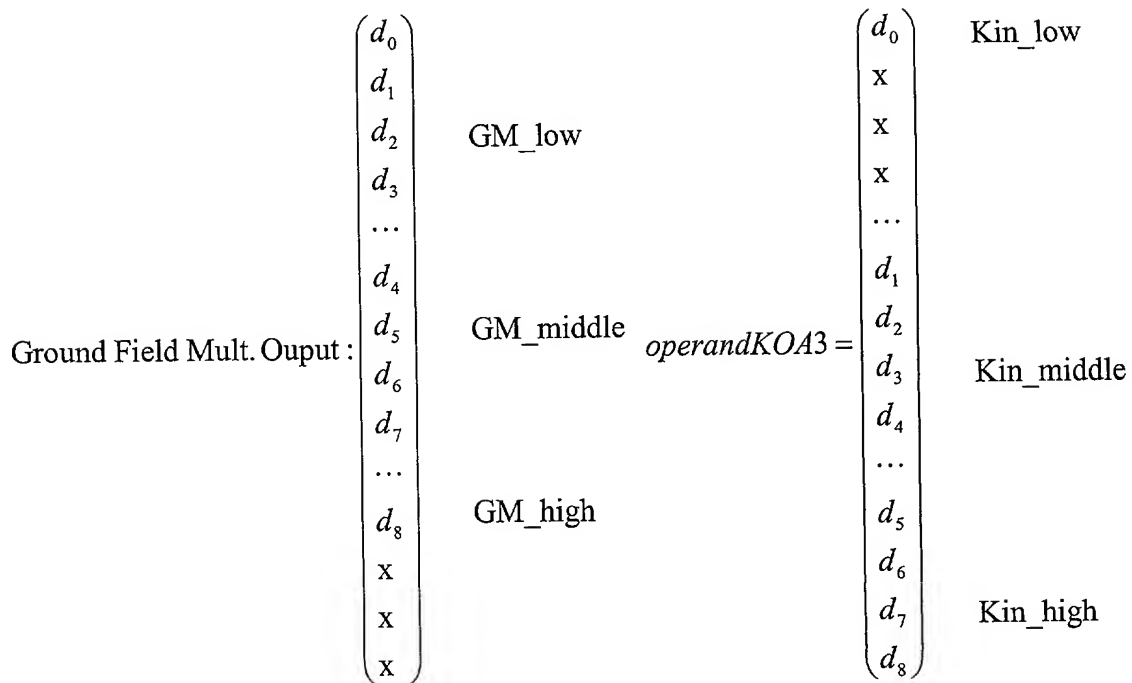 Ground Field Mult. Ouput :
d₀
d₁
d₂
d₃
…
d₄
d₅
d₆
d₇
…
d₈
x
x
x
GM_low
GM_middle
GM_high
operandKOA3 =
d₀
x
x
x
…
d₁
d₂
d₃
d₄
…
d₅
d₆
d₇
d₈
Kin_low
Kin_middle
Kin_high